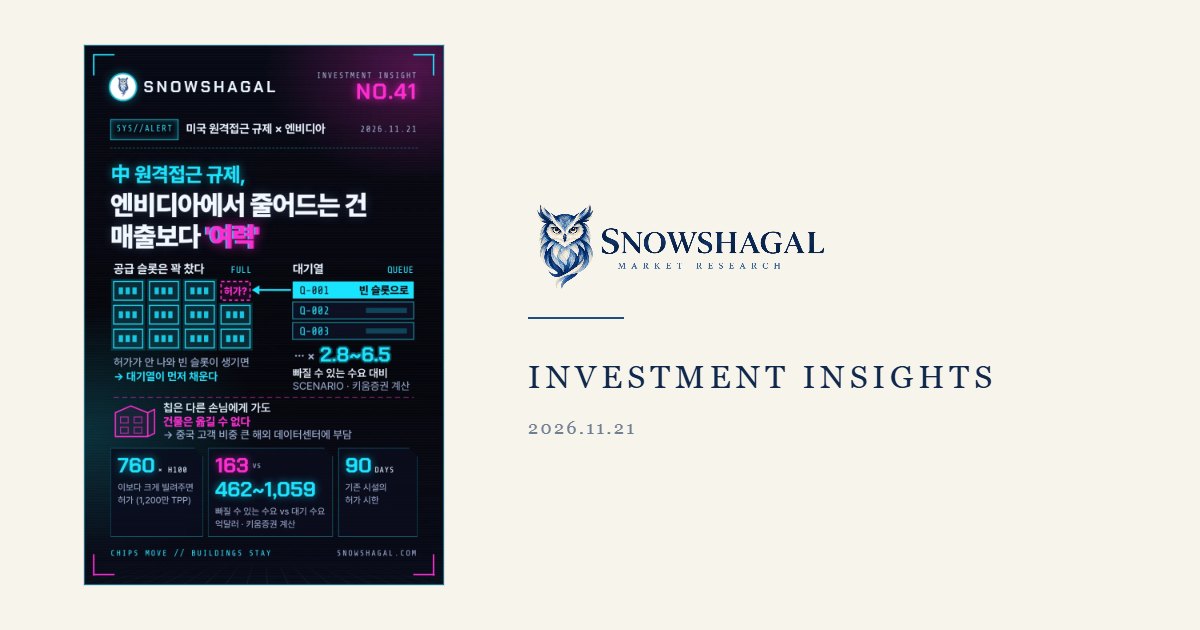 SNOWSHAGAL
INVESTMENT INSIGHT
NO.41
SYS//ALERT
미국 원격접근 규제 × 엔비디아
2026.11.21
中 원격접근 규제,
엔비디아에서 줄어드는 건
매출보다 '여력'
공급 슬롯은 꽉 찼다 FULL
허가?
허가가 안 나와 빈 슬롯이 생기면
→ 대기열이 먼저 채운다
대기열 QUEUE
Q-001 빈 슬롯으로
Q-002
Q-003
··· × 2.8~6.5
빠질 수 있는 수요 대비
SCENARIO · 키움증권 계산
칩은 다른 손님에게 가도
건물은 옮길 수 없다
→ 중국 고객 비중 큰 해외 데이터센터에 부담
760 × H100
이보다 크게 빌려주면
허가 (1,200만 TPP)
163 VS
462~1,059
빠질 수 있는 수요 vs 대기 수요
억달러 · 키움증권 계산
90 DAYS
기존 시설의
허가 시한
CHIPS MOVE // BUILDINGS STAY
SNOWSHAGAL.COM
SNOWSHAGAL
MARKET RESEARCH
INVESTMENT INSIGHTS
2026.11.21